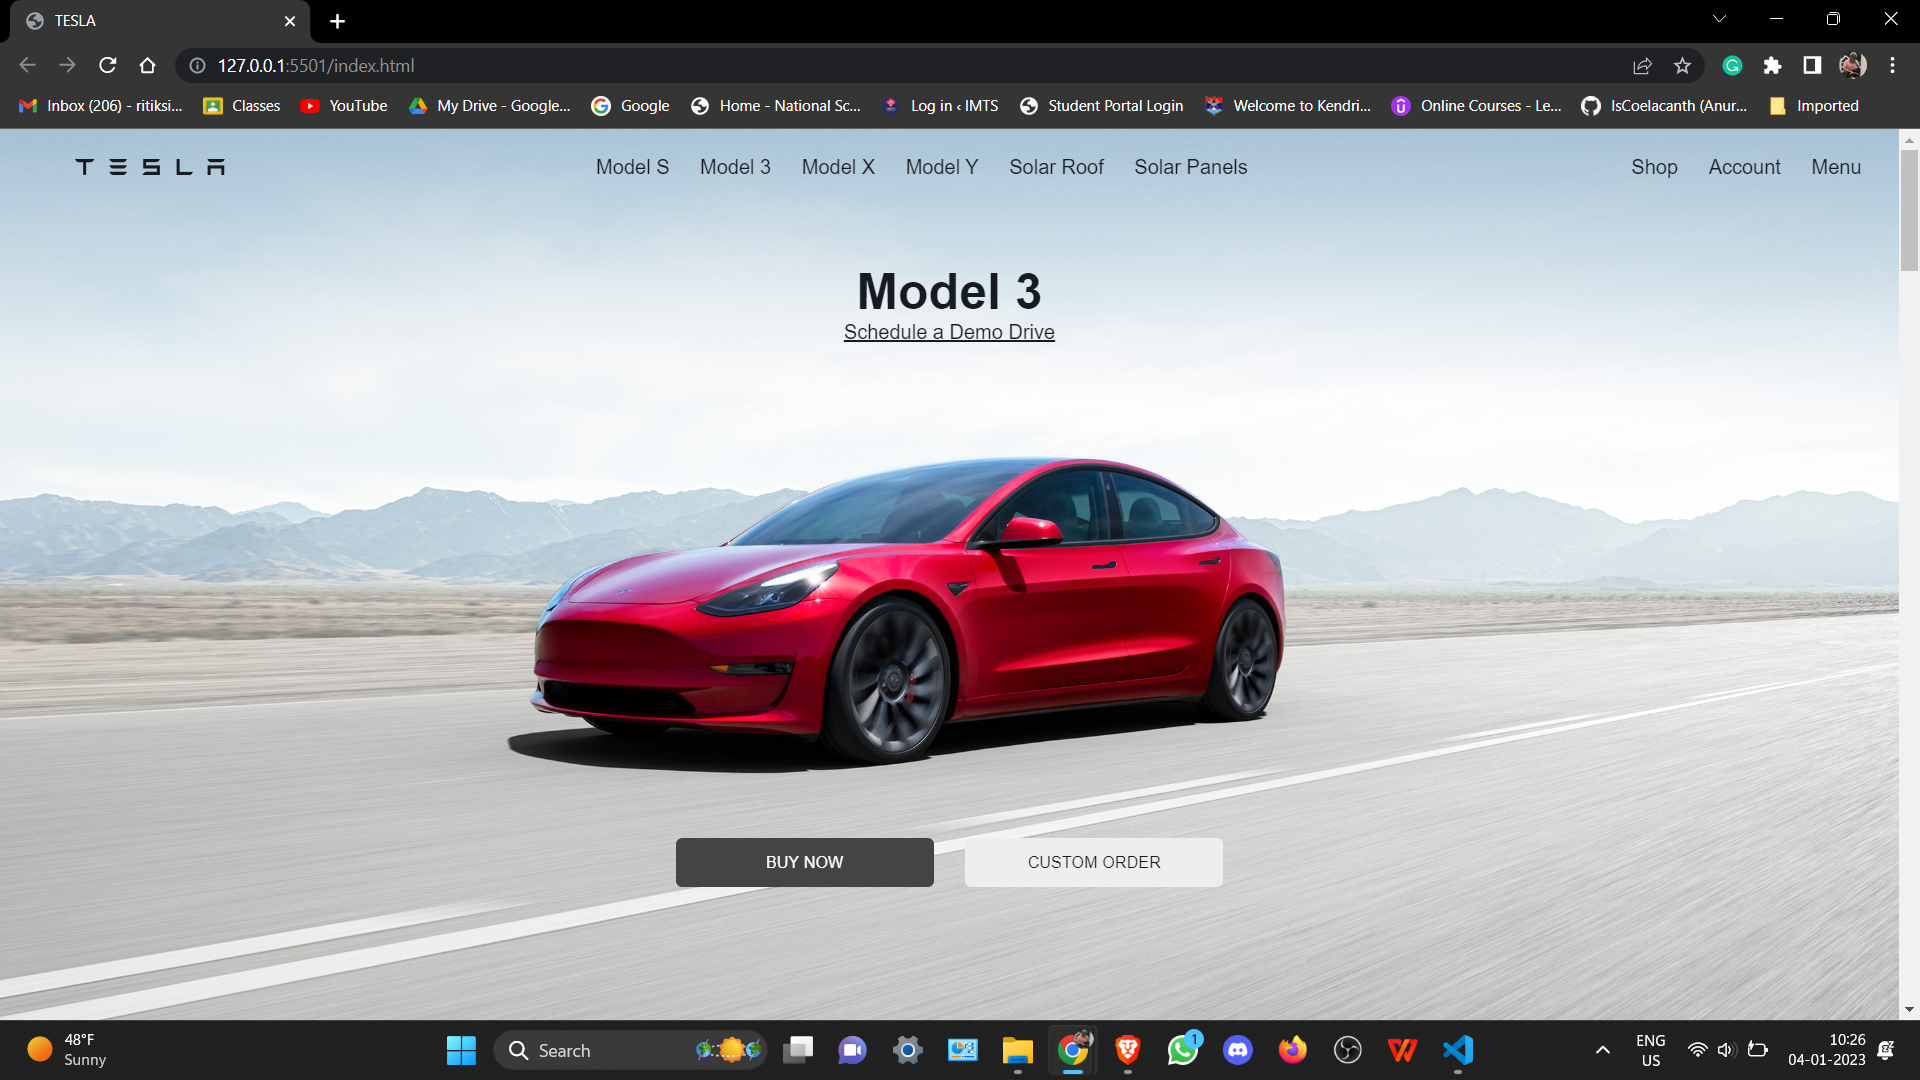 TESLA
127.0.0.1:5501/index.html
Inbox (206) - ritiksi... Classes YouTube My Drive - Google... Google Home - National Sc... Log in ‹ IMTS Student Portal Login Welcome to Kendri... Online Courses - Le... IsCoelacanth (Anur... Imported
TESLA Model S Model 3 Model X Model Y Solar Roof Solar Panels Shop Account Menu
Model 3
Schedule a Demo Drive
BUY NOW CUSTOM ORDER
48°F
Sunny
Search
1
ENG
US
10:26
04-01-2023